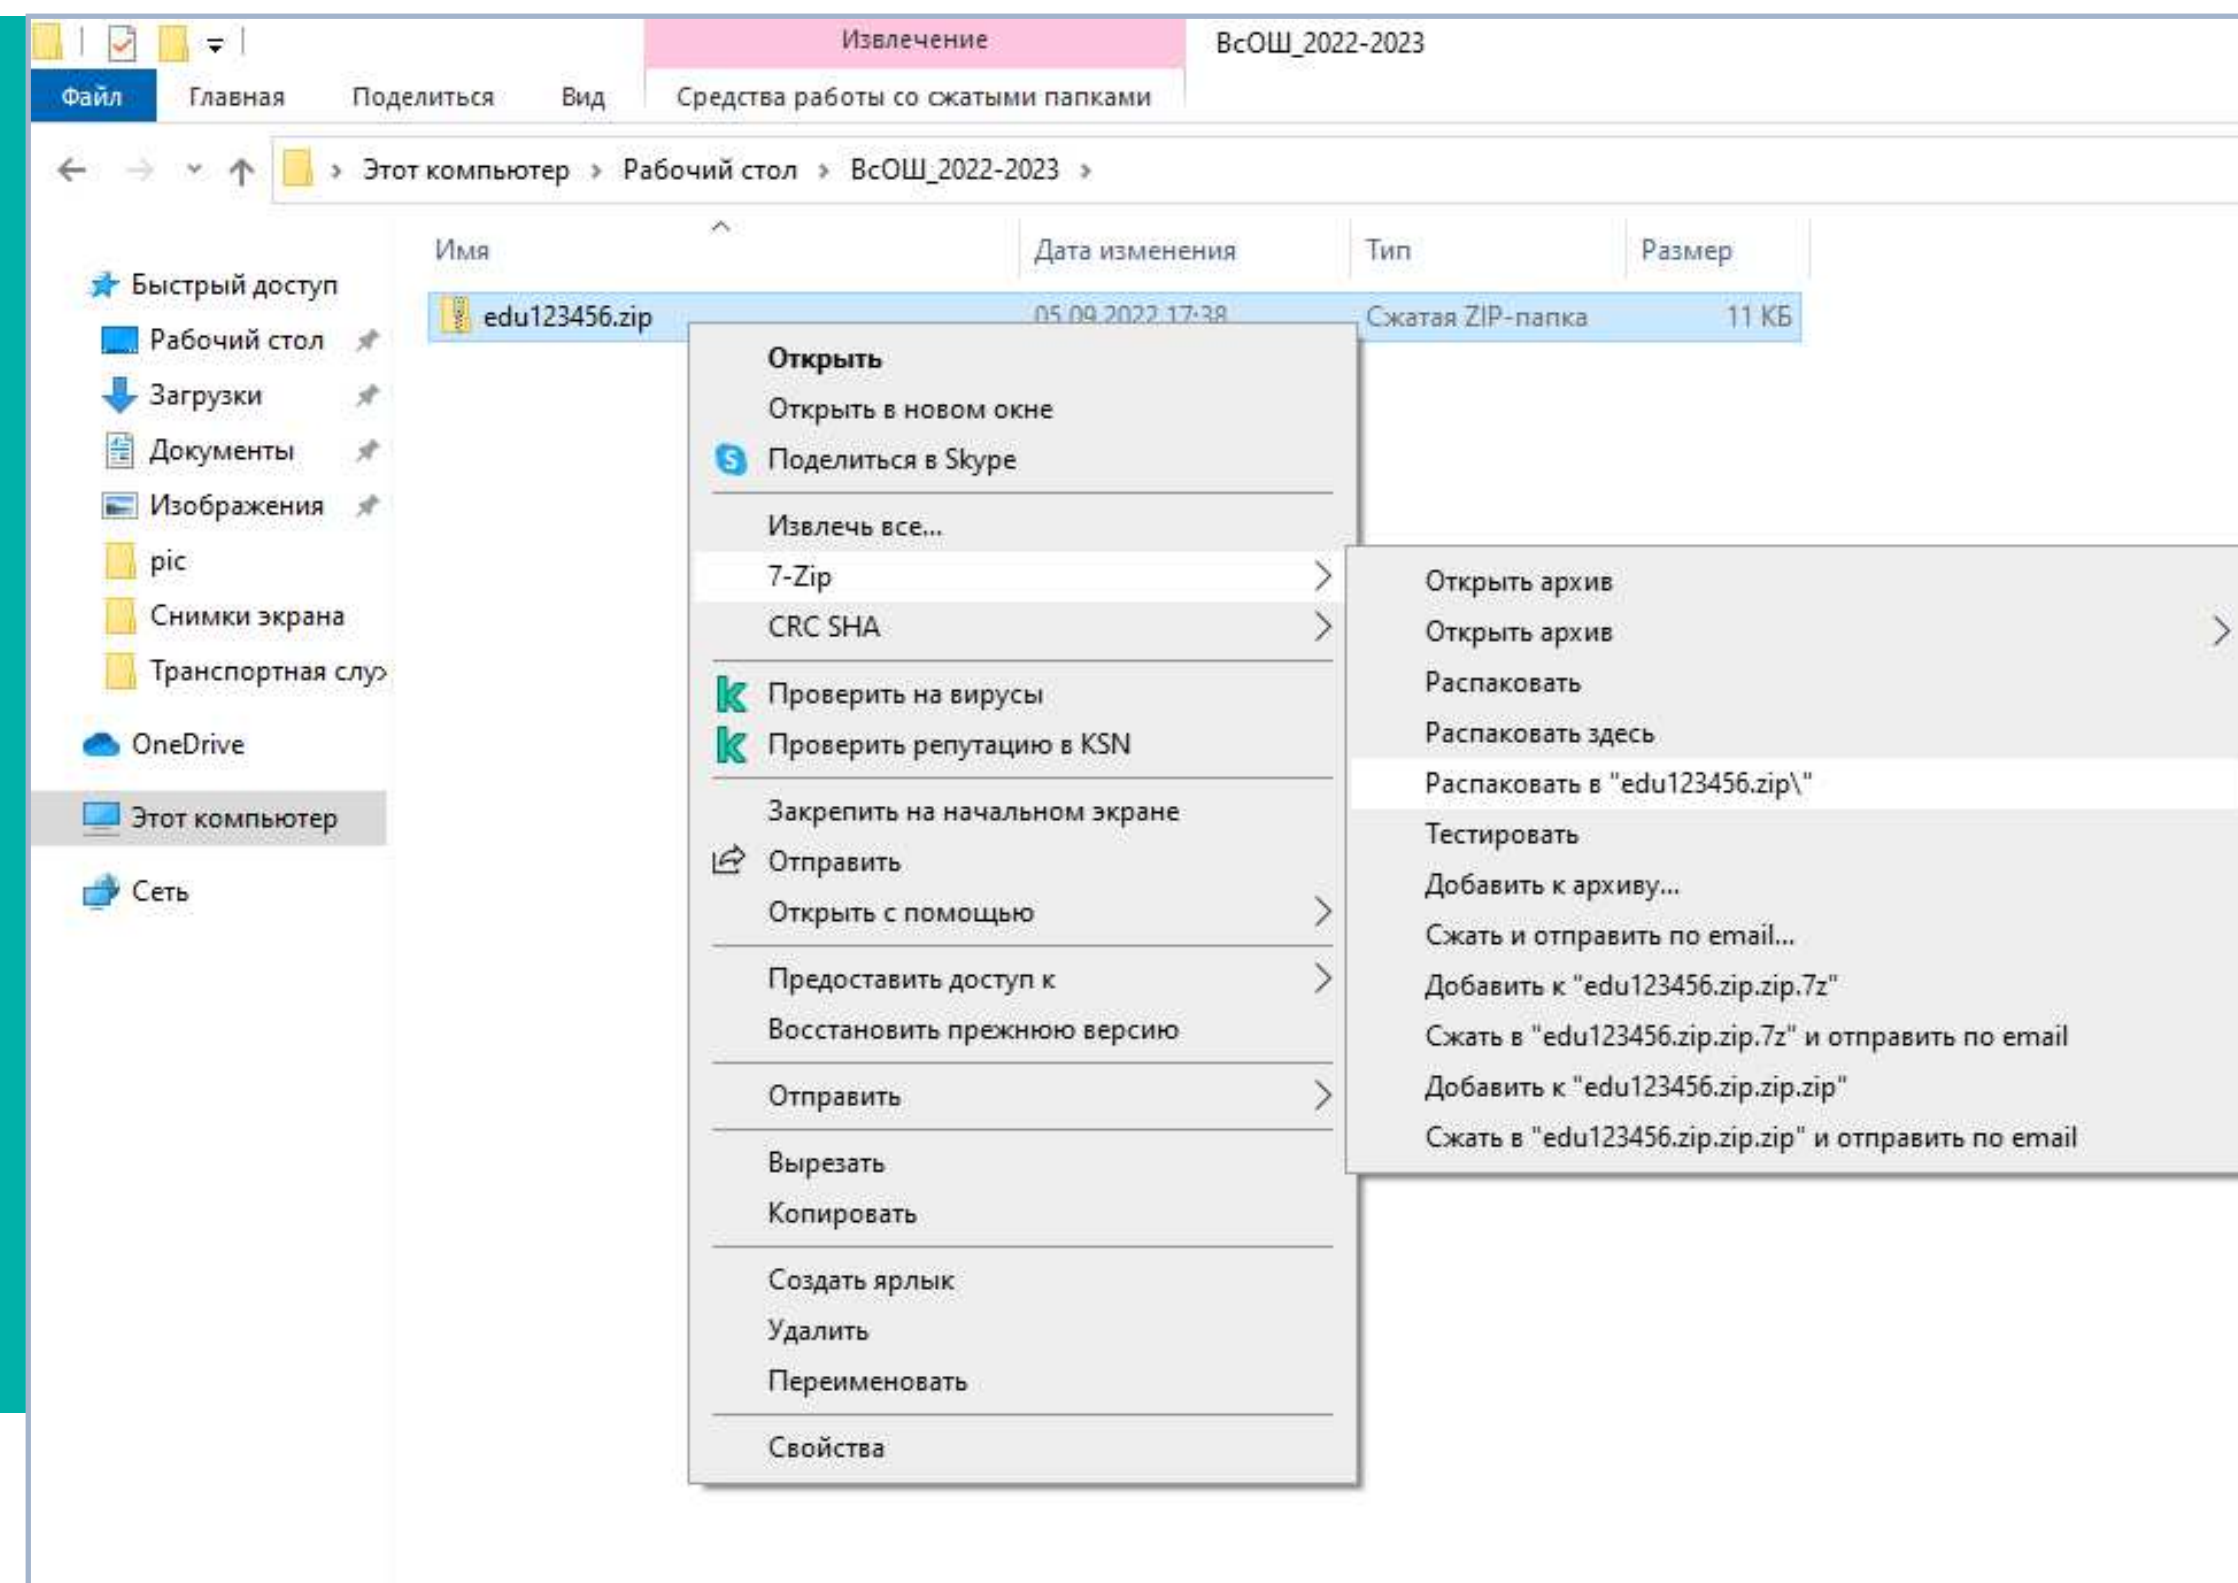 Извлечение
ВсОШ_2022-2023
Файл
Главная
Поделиться
Вид
Средства работы со сжатыми папками
Этот компьютер
Рабочий стол
ВсОШ_2022-2023
Имя
Дата изменения
Тип
Размер
Быстрый доступ
Рабочий стол
Загрузки
Документы
Изображения
pic
Снимки экрана
Транспортная слу
OneDrive
Этот компьютер
Сеть
edu123456.zip
05.09.2022 17:38
Сжатая ZIP-папка
11 КБ
Открыть
Открыть в новом окне
Поделиться в Skype
Извлечь все...
7-Zip
CRC SHA
Проверить на вирусы
Проверить репутацию в KSN
Закрепить на начальном экране
Отправить
Открыть с помощью
Предоставить доступ к
Восстановить прежнюю версию
Отправить
Вырезать
Копировать
Создать ярлык
Удалить
Переименовать
Свойства
Открыть архив
Открыть архив
Распаковать
Распаковать здесь
Распаковать в "edu123456.zip\"
Тестировать
Добавить к архиву...
Сжать и отправить по email...
Добавить к "edu123456.zip.zip.7z"
Сжать в "edu123456.zip.zip.7z" и отправить по email
Добавить к "edu123456.zip.zip.zip"
Сжать в "edu123456.zip.zip.zip" и отправить по email